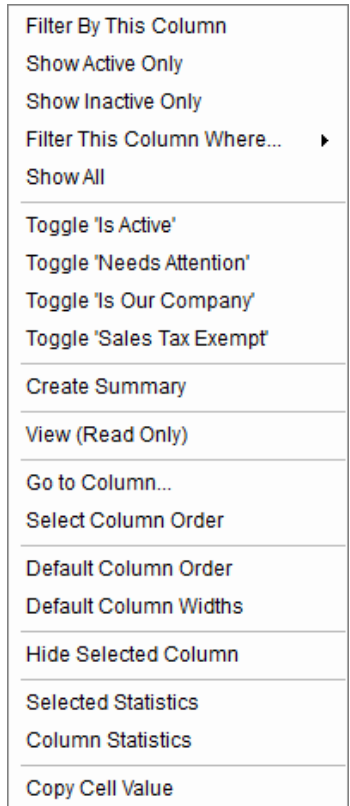 Filter By This Column
Show Active Only
Show Inactive Only
Filter This Column Where...
Show All
Toggle 'Is Active'
Toggle 'Needs Attention'
Toggle 'Is Our Company'
Toggle 'Sales Tax Exempt'
Create Summary
View (Read Only)
Go to Column...
Select Column Order
Default Column Order
Default Column Widths
Hide Selected Column
Selected Statistics
Column Statistics
Copy Cell Value